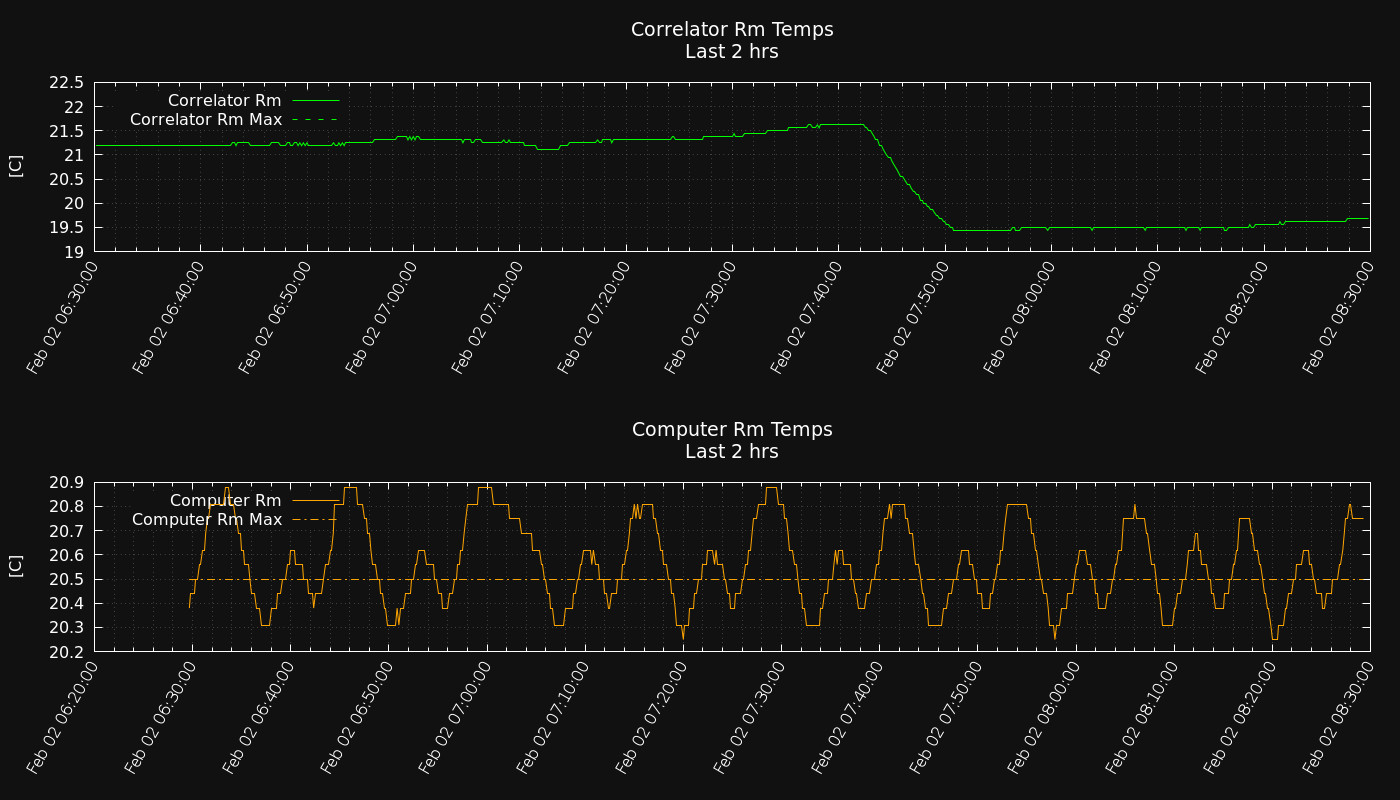 Correlator Rm Temps
Last 2 hrs
22.5
22
21.5
21
20.5
20
19.5
19
[C]
Correlator Rm
Correlator Rm Max
Feb 02 06:30:00
Feb 02 06:40:00
Feb 02 06:50:00
Feb 02 07:00:00
Feb 02 07:10:00
Feb 02 07:20:00
Feb 02 07:30:00
Feb 02 07:40:00
Feb 02 07:50:00
Feb 02 08:00:00
Feb 02 08:10:00
Feb 02 08:20:00
Feb 02 08:30:00
Computer Rm Temps
Last 2 hrs
20.9
20.8
20.7
20.6
20.5
20.4
20.3
20.2
[C]
Computer Rm
Computer Rm Max
Feb 02 06:20:00
Feb 02 06:30:00
Feb 02 06:40:00
Feb 02 06:50:00
Feb 02 07:00:00
Feb 02 07:10:00
Feb 02 07:20:00
Feb 02 07:30:00
Feb 02 07:40:00
Feb 02 07:50:00
Feb 02 08:00:00
Feb 02 08:10:00
Feb 02 08:20:00
Feb 02 08:30:00